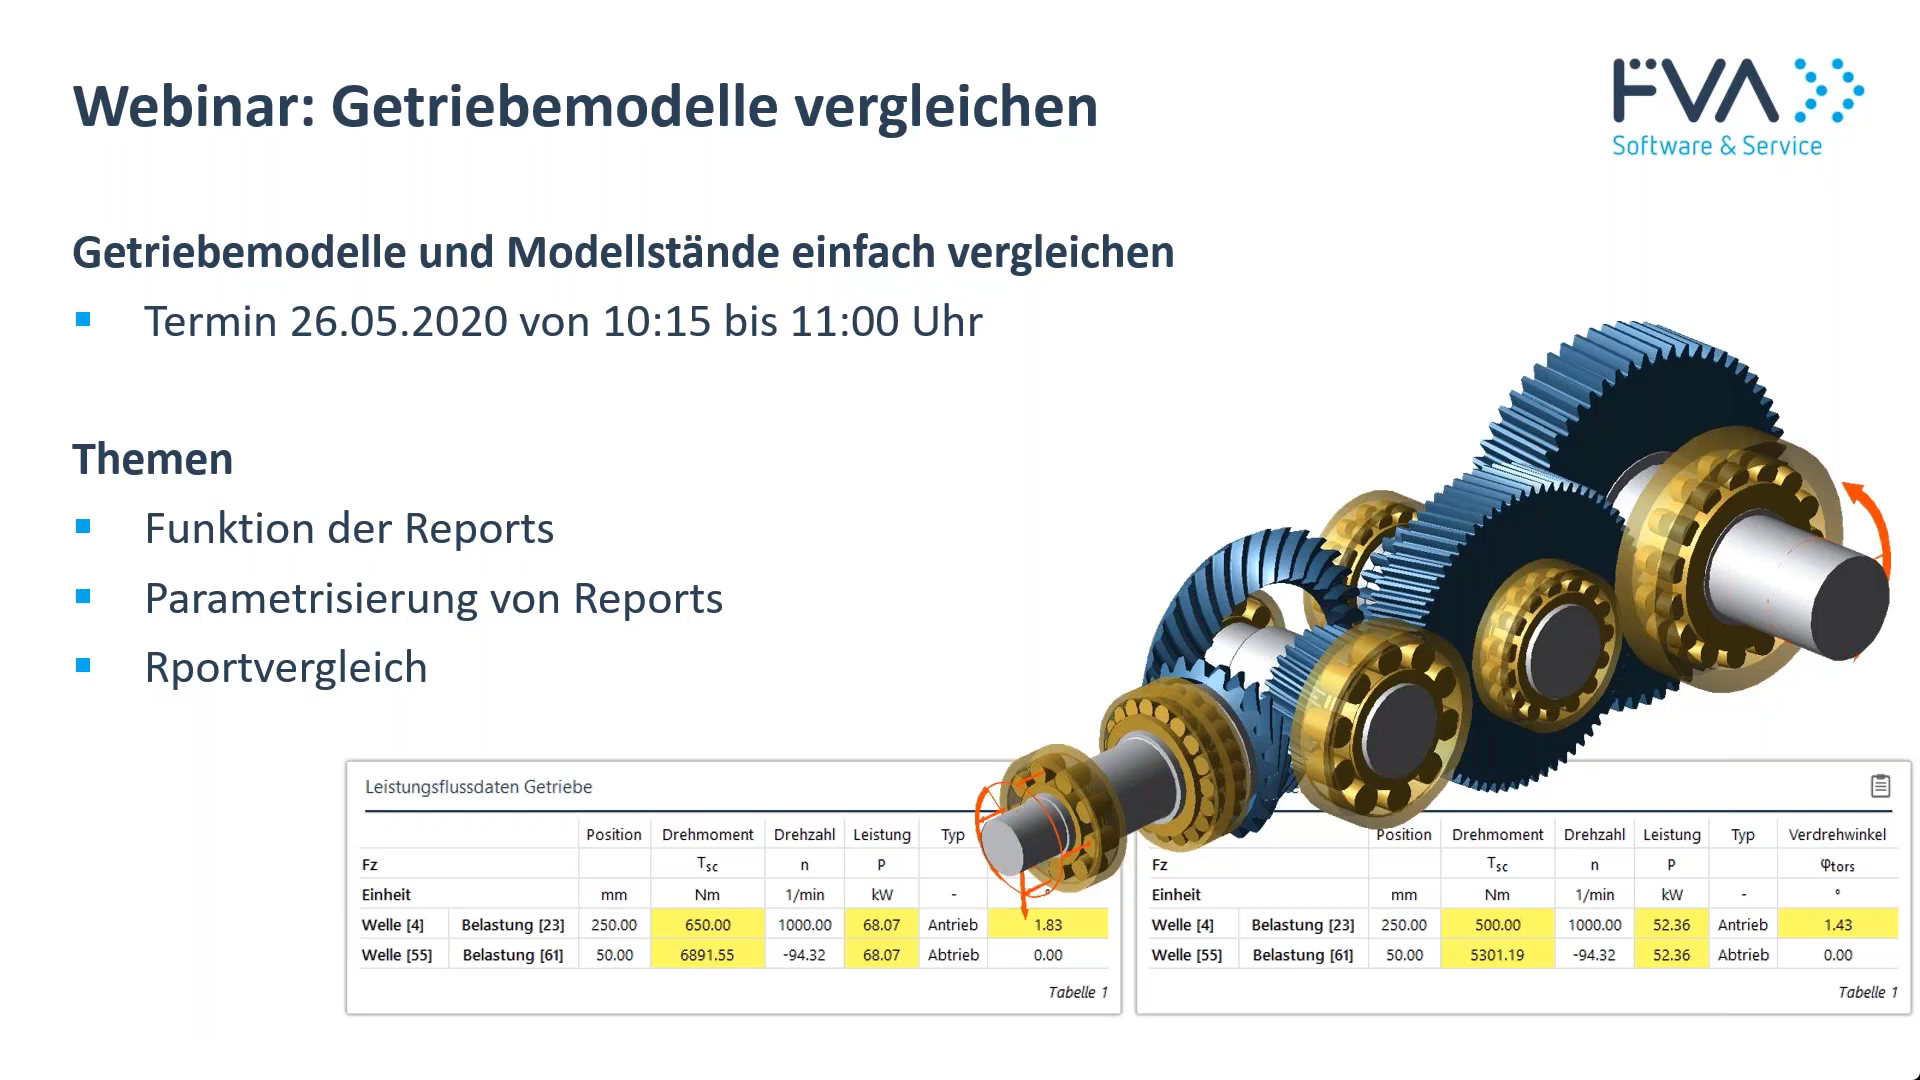 Webinar: Getriebemodelle vergleichen
FVA
Software & Service
Getriebemodelle und Modellstände einfach vergleichen
Termin 26.05.2020 von 10:15 bis 11:00 Uhr
Themen
Funktion der Reports
Parametrisierung von Reports
Rportvergleich
Leistungsflussdaten Getriebe
Position Drehmoment Drehzahl Leistung Typ
Fz Tsc n P
Einheit mm Nm 1/min kW - °
Welle [4] Belastung [23] 250.00 650.00 1000.00 68.07 Antrieb 1.83
Welle [55] Belastung [61] 50.00 6891.55 -94.32 68.07 Abtrieb 0.00
Tabelle 1
Position Drehmoment Drehzahl Leistung Typ Verdrehwinkel
Fz Tsc n P φtors
Einheit mm Nm 1/min kW - °
Welle [4] Belastung [23] 250.00 500.00 1000.00 52.36 Antrieb 1.43
Welle [55] Belastung [61] 50.00 5301.19 -94.32 52.36 Abtrieb 0.00
Tabelle 1